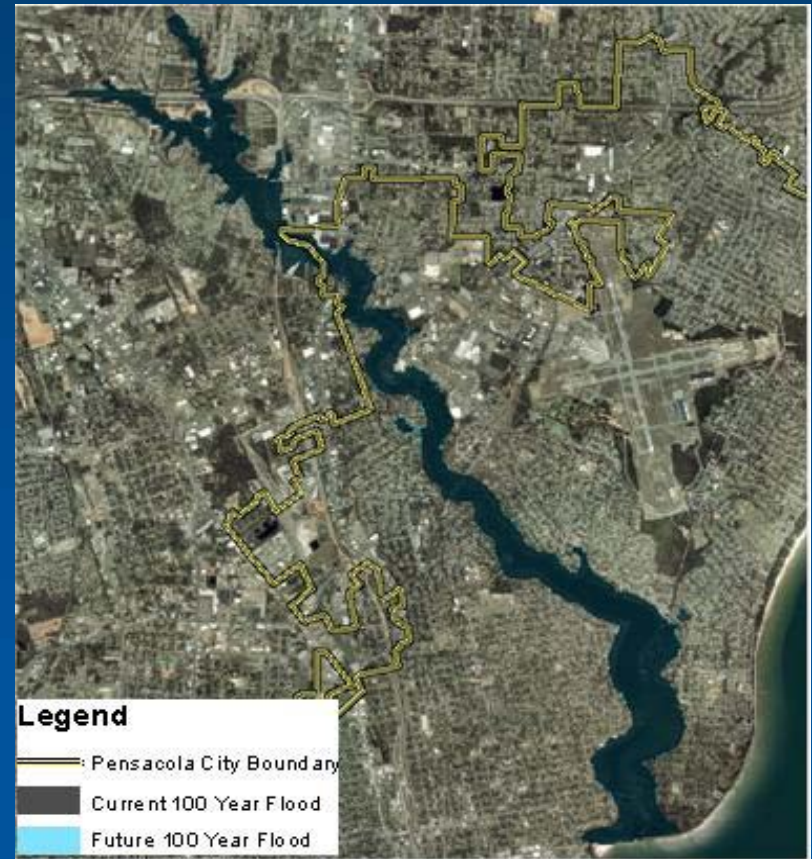 Legend
Pensacola City Boundary
Current 100 Year Flood
Future 100 Year Flood